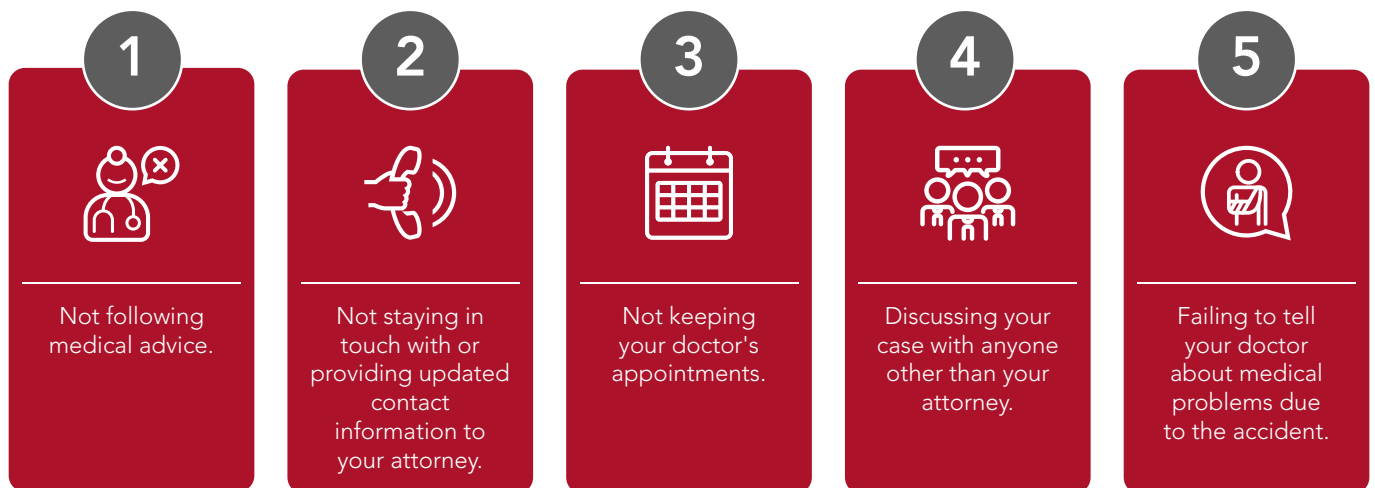 1
Not following
medical advice.
2
Not staying in
touch with or
providing updated
contact
information to
your attorney.
3
Not keeping
your doctor's
appointments.
4
Discussing your
case with anyone
other than your
attorney.
5
Failing to tell
your doctor
about medical
problems due
to the accident.